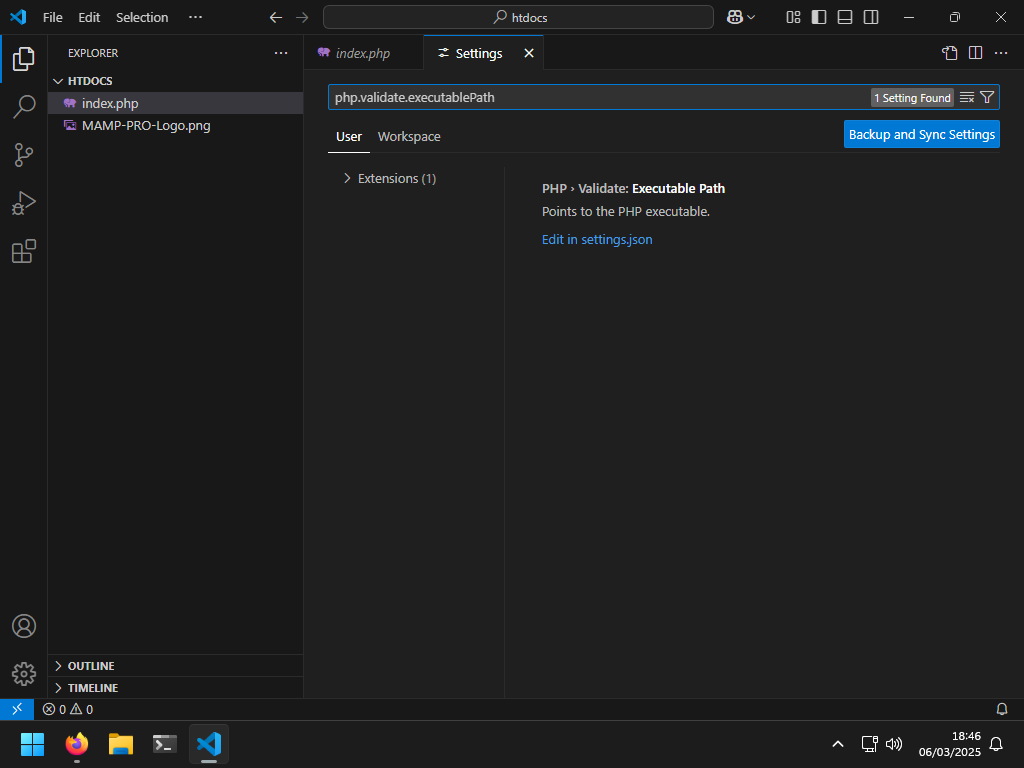 File Edit Selection ···
htdocs
EXPLORER
index.php
Settings
HTDOCS
index.php
MAMP-PRO-Logo.png
php.validate.executablePath
1 Setting Found
User
Workspace
Backup and Sync Settings
Extensions (1)
PHP › Validate: Executable Path
Points to the PHP executable.
Edit in settings.json
OUTLINE
TIMELINE
0
0
18:46
06/03/2025